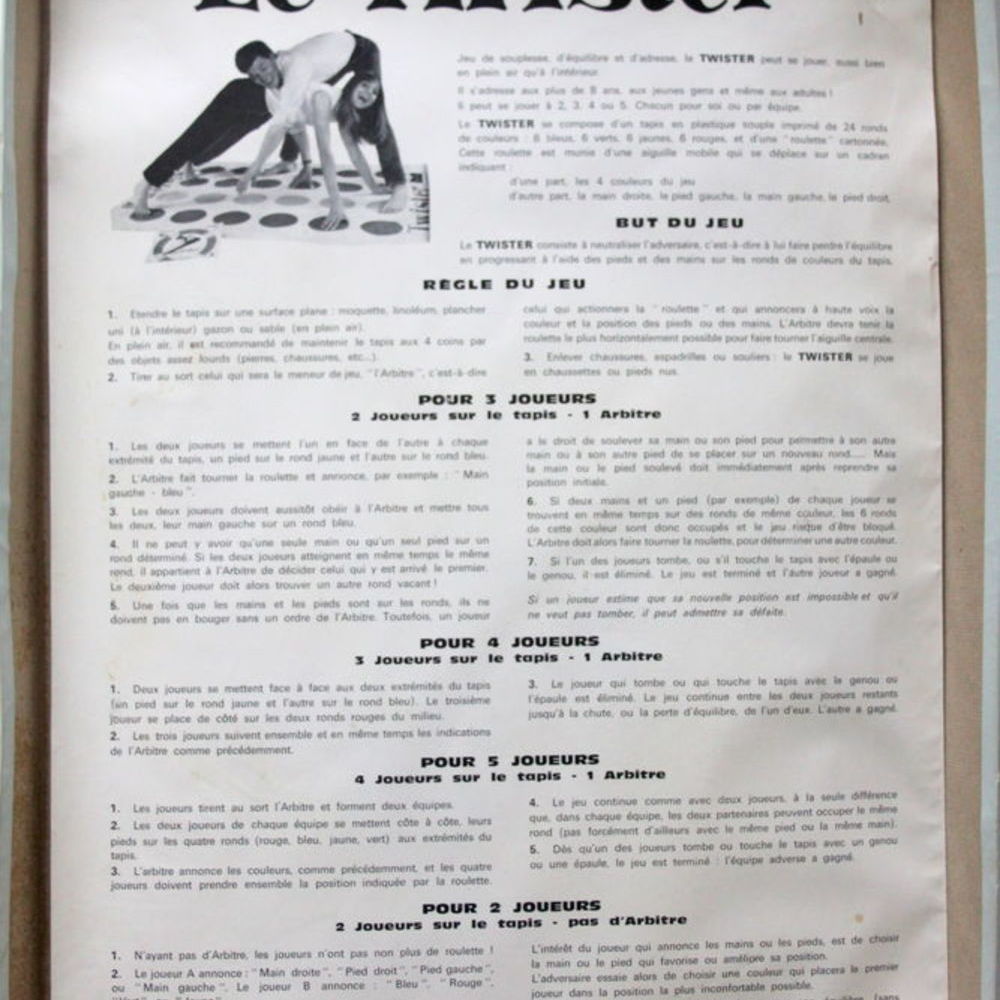 Le Twister
Jeu de souplesse, d'équilibre et d'adresse, le TWISTER peut se jouer, aussi bien
en plein air qu'à l'intérieur.
Il s'adresse aux plus de 8 ans, aux jeunes gens et même aux adultes !
Il peut se jouer à 2, 3, 4 ou 5. Chacun pour soi ou par équipe.
Le TWISTER se compose d'un tapis en plastique souple imprimé de 24 ronds
de couleurs : 6 bleus, 6 verts, 6 jaunes, 6 rouges, et d'une "roulette" cartonnée.
Cette roulette est munie d'une aiguille mobile qui se déplace sur un cadran
indiquant :
d'une part, les 4 couleurs du jeu
d'autre part, la main droite, le pied gauche, la main gauche, le pied droit.
BUT DU JEU
Le TWISTER consiste à neutraliser l'adversaire, c'est-à-dire à lui faire perdre l'équilibre
en progressant à l'aide des pieds et des mains sur les ronds de couleurs du tapis.
Twister
RÈGLE DU JEU
1. Etendre le tapis sur une surface plane : moquette, linoléum, plancher
uni (à l'intérieur) gazon ou sable (en plein air).
En plein air, il est recommandé de maintenir le tapis aux 4 coins par
des objets assez lourds (pierres, chaussures, etc...).
2. Tirer au sort celui qui sera le meneur de jeu, "l'Arbitre", c'est-à-dire
celui qui actionnera la "roulette" et qui annoncera à haute voix la
couleur et la position des pieds ou des mains. L'Arbitre devra tenir la
roulette le plus horizontalement possible pour faire tourner l'aiguille centrale.
3. Enlever chaussures, espadrilles ou souliers : le TWISTER se joue
en chaussettes ou pieds nus.
POUR 3 JOUEURS
2 Joueurs sur le tapis - 1 Arbitre
1. Les deux joueurs se mettent l'un en face de l'autre à chaque
extrémité du tapis, un pied sur le rond jaune et l'autre sur le rond bleu.
2. L'Arbitre fait tourner la roulette et annonce, par exemple : "Main
gauche - bleu".
3. Les deux joueurs doivent aussitôt obéir à l'Arbitre et mettre tous
les deux, leur main gauche sur un rond bleu.
4. Il ne peut y avoir qu'une seule main ou qu'un seul pied sur un
rond déterminé. Si les deux joueurs atteignent en même temps le même
rond, il appartient à l'Arbitre de décider celui qui y est arrivé le premier.
Le deuxième joueur doit alors trouver un autre rond vacant !
5. Une fois que les mains et les pieds sont sur les ronds, ils ne
doivent pas en bouger sans un ordre de l'Arbitre. Toutefois, un joueur
a le droit de soulever sa main ou son pied pour permettre à son autre
main ou à son autre pied de se placer sur un nouveau rond.... Mais
la main ou le pied soulevé doit immédiatement après reprendre sa
position initiale.
6. Si deux mains et un pied (par exemple) de chaque joueur se
trouvent en même temps sur des ronds de même couleur, les 6 ronds
de cette couleur sont donc occupés et le jeu risque d'être bloqué.
L'Arbitre doit alors faire tourner la roulette, pour déterminer une autre couleur.
7. Si l'un des joueurs tombe, ou s'il touche le tapis avec l'épaule ou
le genou, il est éliminé. Le jeu est terminé et l'autre joueur a gagné.
Si un joueur estime que sa nouvelle position est impossible et qu'il
ne veut pas tomber, il peut admettre sa défaite.
POUR 4 JOUEURS
3 Joueurs sur le tapis - 1 Arbitre
1. Deux joueurs se mettent face à face aux deux extrémités du tapis
(un pied sur le rond jaune et l'autre sur le rond bleu). Le troisième
joueur se place de côté sur les deux ronds rouges du milieu.
2. Les trois joueurs suivent ensemble et en même temps les indications
de l'Arbitre comme précédemment.
3. Le joueur qui tombe ou qui touche le tapis avec le genou ou
l'épaule est éliminé. Le jeu continue entre les deux joueurs restants
jusqu'à la chute, ou la perte d'équilibre, de l'un d'eux. L'autre a gagné.
POUR 5 JOUEURS
4 Joueurs sur le tapis - 1 Arbitre
1. Les joueurs tirent au sort l'Arbitre et forment deux équipes.
2. Les deux joueurs de chaque équipe se mettent côte à côte, leurs
pieds sur les quatre ronds (rouge, bleu, jaune, vert) aux extrémités du
tapis.
3. L'arbitre annonce les couleurs, comme précédemment, et les quatre
joueurs doivent prendre ensemble la position indiquée par la roulette.
4. Le jeu continue comme avec deux joueurs, à la seule différence
que, dans chaque équipe, les deux partenaires peuvent occuper le même
rond (pas forcément d'ailleurs avec le même pied ou la même main).
5. Dès qu'un des joueurs tombe ou touche le tapis avec un genou
ou une épaule, le jeu est terminé : l'équipe adverse a gagné.
POUR 2 JOUEURS
2 Joueurs sur le tapis - pas d'Arbitre
1. N'ayant pas d'Arbitre, les joueurs n'ont pas non plus de roulette !
2. Le joueur A annonce : "Main droite", "Pied droit", "Pied gauche",
ou "Main gauche". Le joueur B annonce : "Bleu", "Rouge",
L'intérêt du joueur qui annonce les mains ou les pieds, est de choisir
la main ou le pied qui favorise ou améliore sa position.
L'adversaire essaie alors de choisir une couleur qui placera le premier
joueur dans la position la plus inconfortable possible.